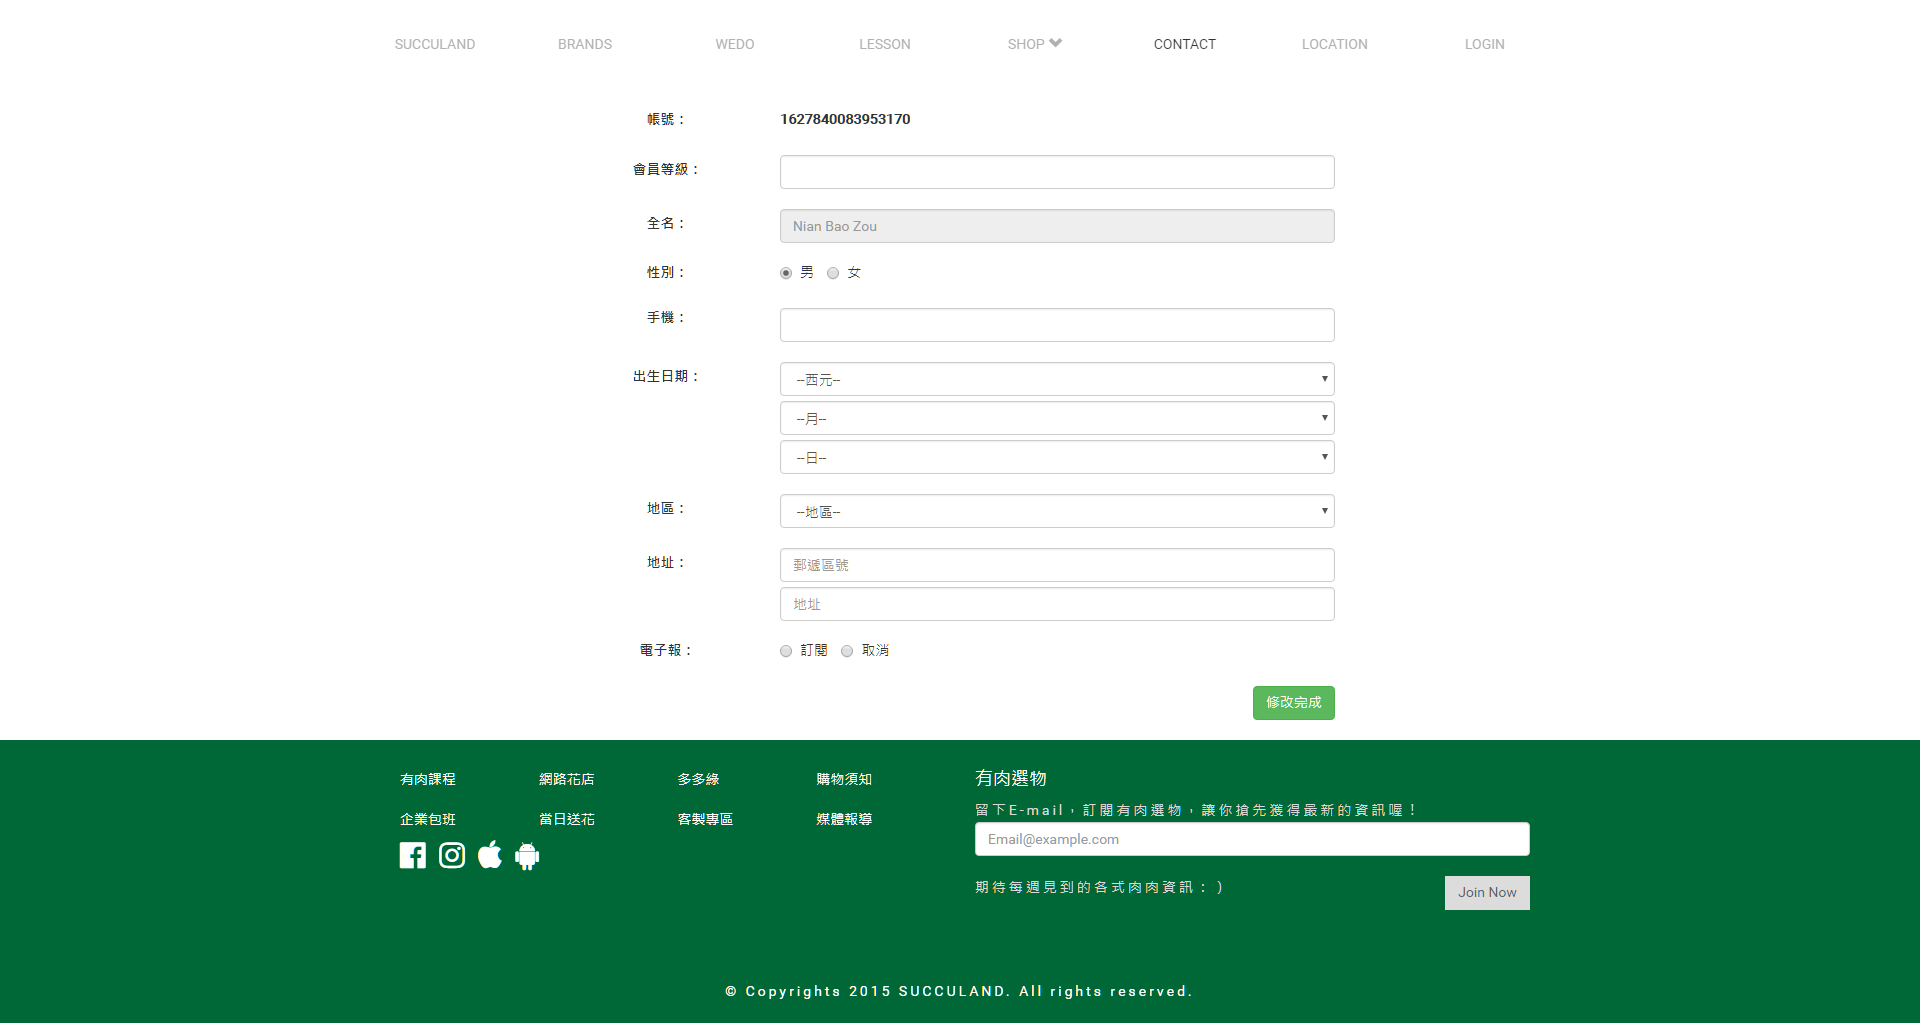 SUCCULAND BRANDS WEDO LESSON SHOP CONTACT LOCATION LOGIN
帳號： 1627840083953170
會員等級：
全名： Nian Bao Zou
性別： 男 女
手機：
出生日期： --西元--
--月--
--日--
地區： --地區--
地址： 郵遞區號
地址
電子報： 訂閱 取消
修改完成
有肉課程 網路花店 多多綠 購物須知
企業包班 當日送花 客製專區 媒體報導
有肉選物
留下E-mail，訂閱有肉選物，讓你搶先獲得最新的資訊喔！
Email@example.com
期待每週見到的各式肉肉資訊：）
Join Now
© Copyrights 2015 SUCCULAND. All rights reserved.